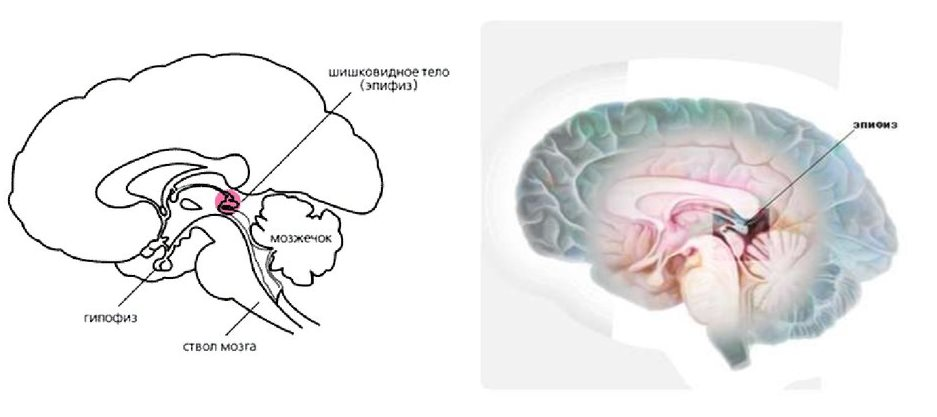 шишковидное тело
(эпифиз)
мозжечок
гипофиз
ствол мозга
эпифиз